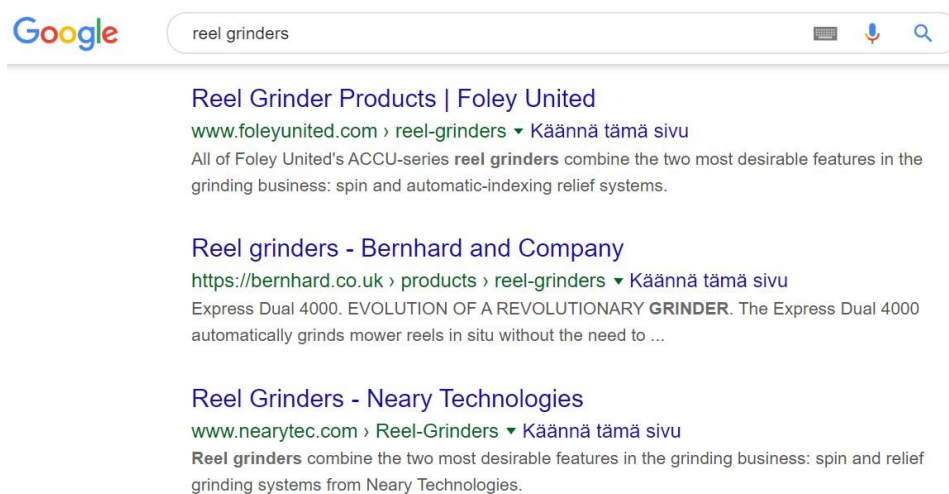 Google
reel grinders
Reel Grinder Products | Foley United
www.foleyunited.com › reel-grinders ▾ Käännä tämä sivu
All of Foley United's ACCU-series reel grinders combine the two most desirable features in the
grinding business: spin and automatic-indexing relief systems.
Reel grinders - Bernhard and Company
https://bernhard.co.uk › products › reel-grinders ▾ Käännä tämä sivu
Express Dual 4000. EVOLUTION OF A REVOLUTIONARY GRINDER. The Express Dual 4000
automatically grinds mower reels in situ without the need to ...
Reel Grinders - Neary Technologies
www.nearytec.com › Reel-Grinders ▾ Käännä tämä sivu
Reel grinders combine the two most desirable features in the grinding business: spin and relief
grinding systems from Neary Technologies.